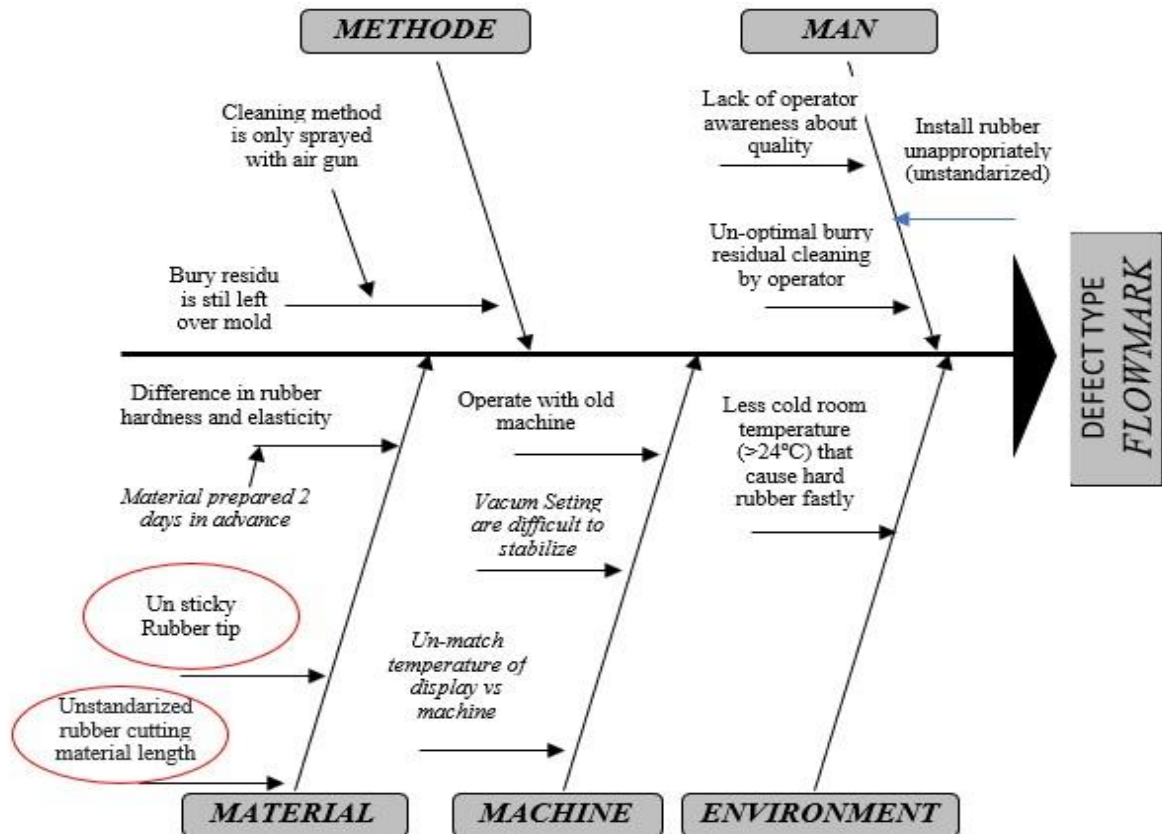 METHODE
MAN
Cleaning method
is only sprayed
with air gun
Bury residu
is stil left
over mold
Lack of operator
awareness about
quality
Install rubber
unappropriately
(unstandarized)
Un-optimal burry
residual cleaning
by operator
DEFECT TYPE
FLOWMARK
Difference in rubber
hardness and elasticity
Material prepared 2
days in advance
Un sticky
Rubber tip
Unstandarized
rubber cutting
material length
Operate with old
machine
Vacum Seting
are difficult to
stabilize
Un-match
temperature of
display vs
machine
Less cold room
temperature
(>24°C) that
cause hard
rubber fastly
MATERIAL
MACHINE
ENVIRONMENT